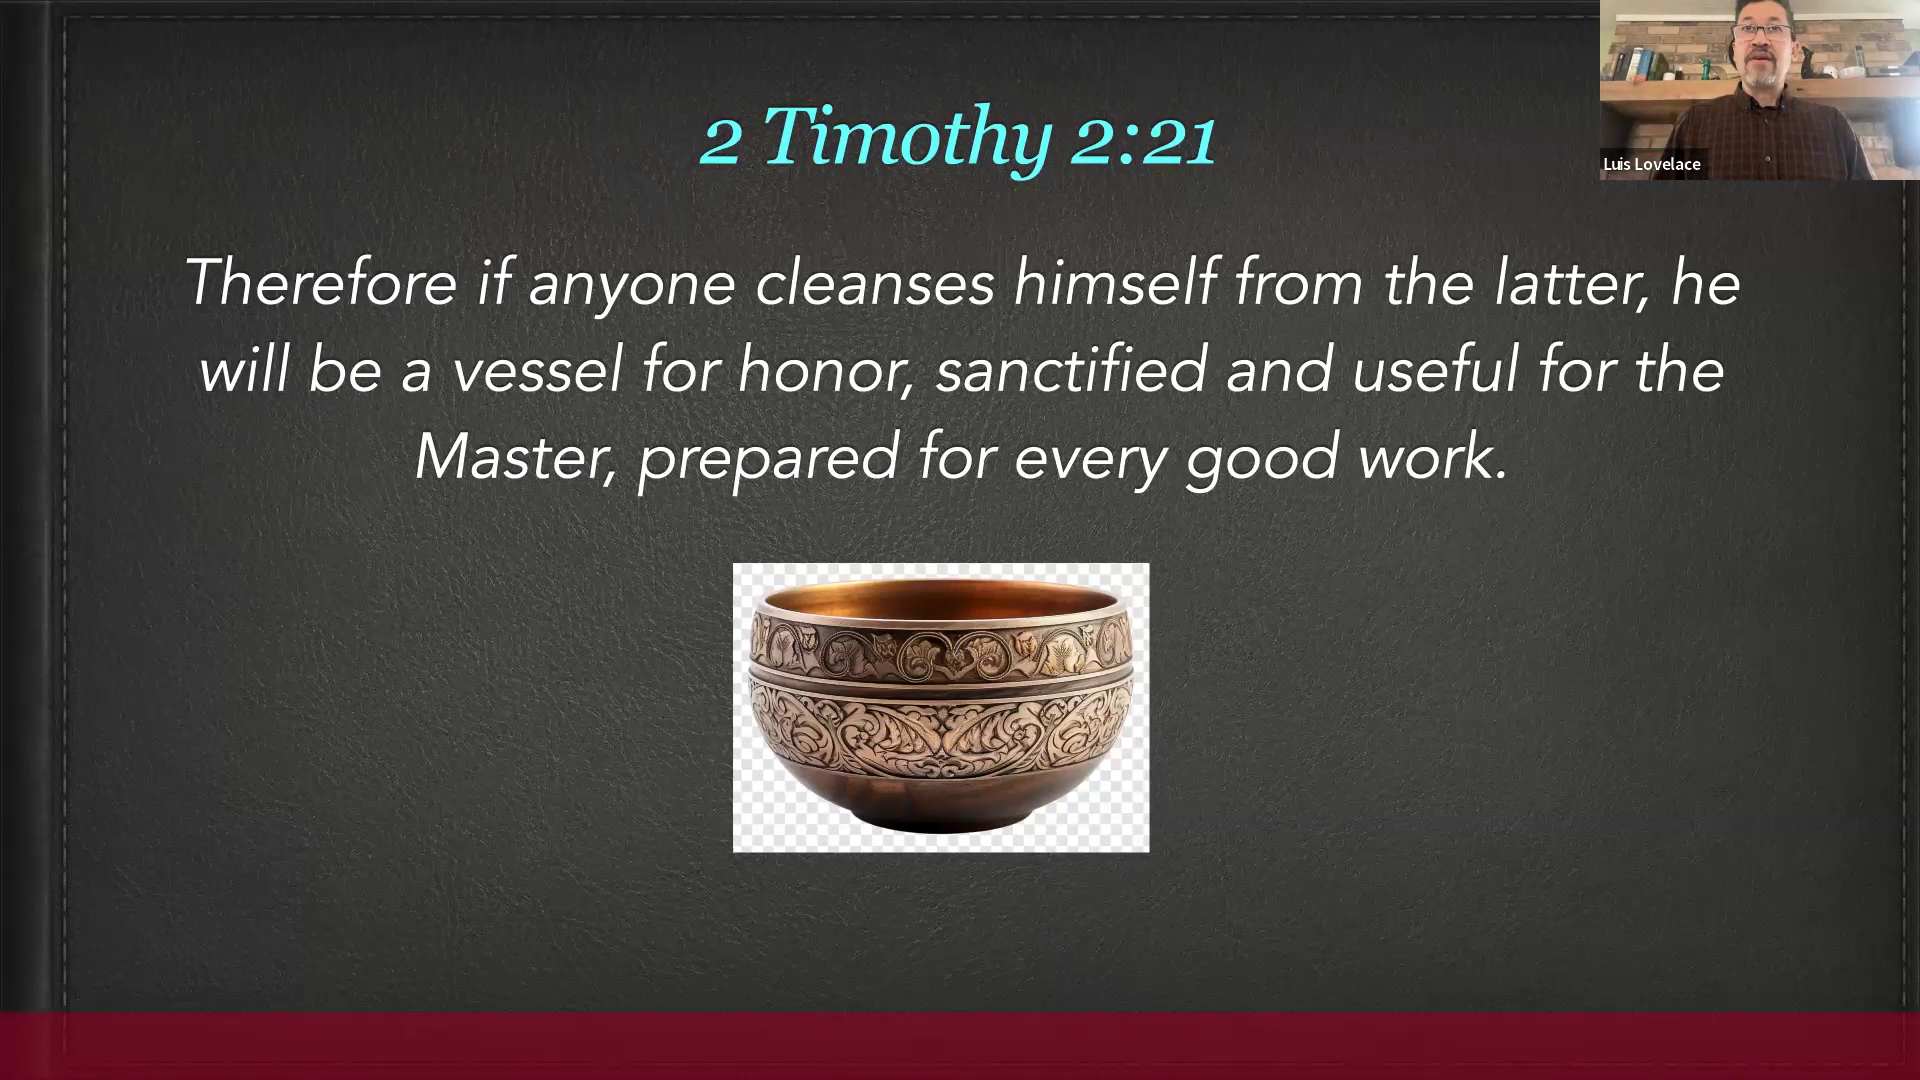 2 Timothy 2:21
Luis Lovelace
Therefore if anyone cleanses himself from the latter, he
will be a vessel for honor, sanctified and useful for the
Master, prepared for every good work.